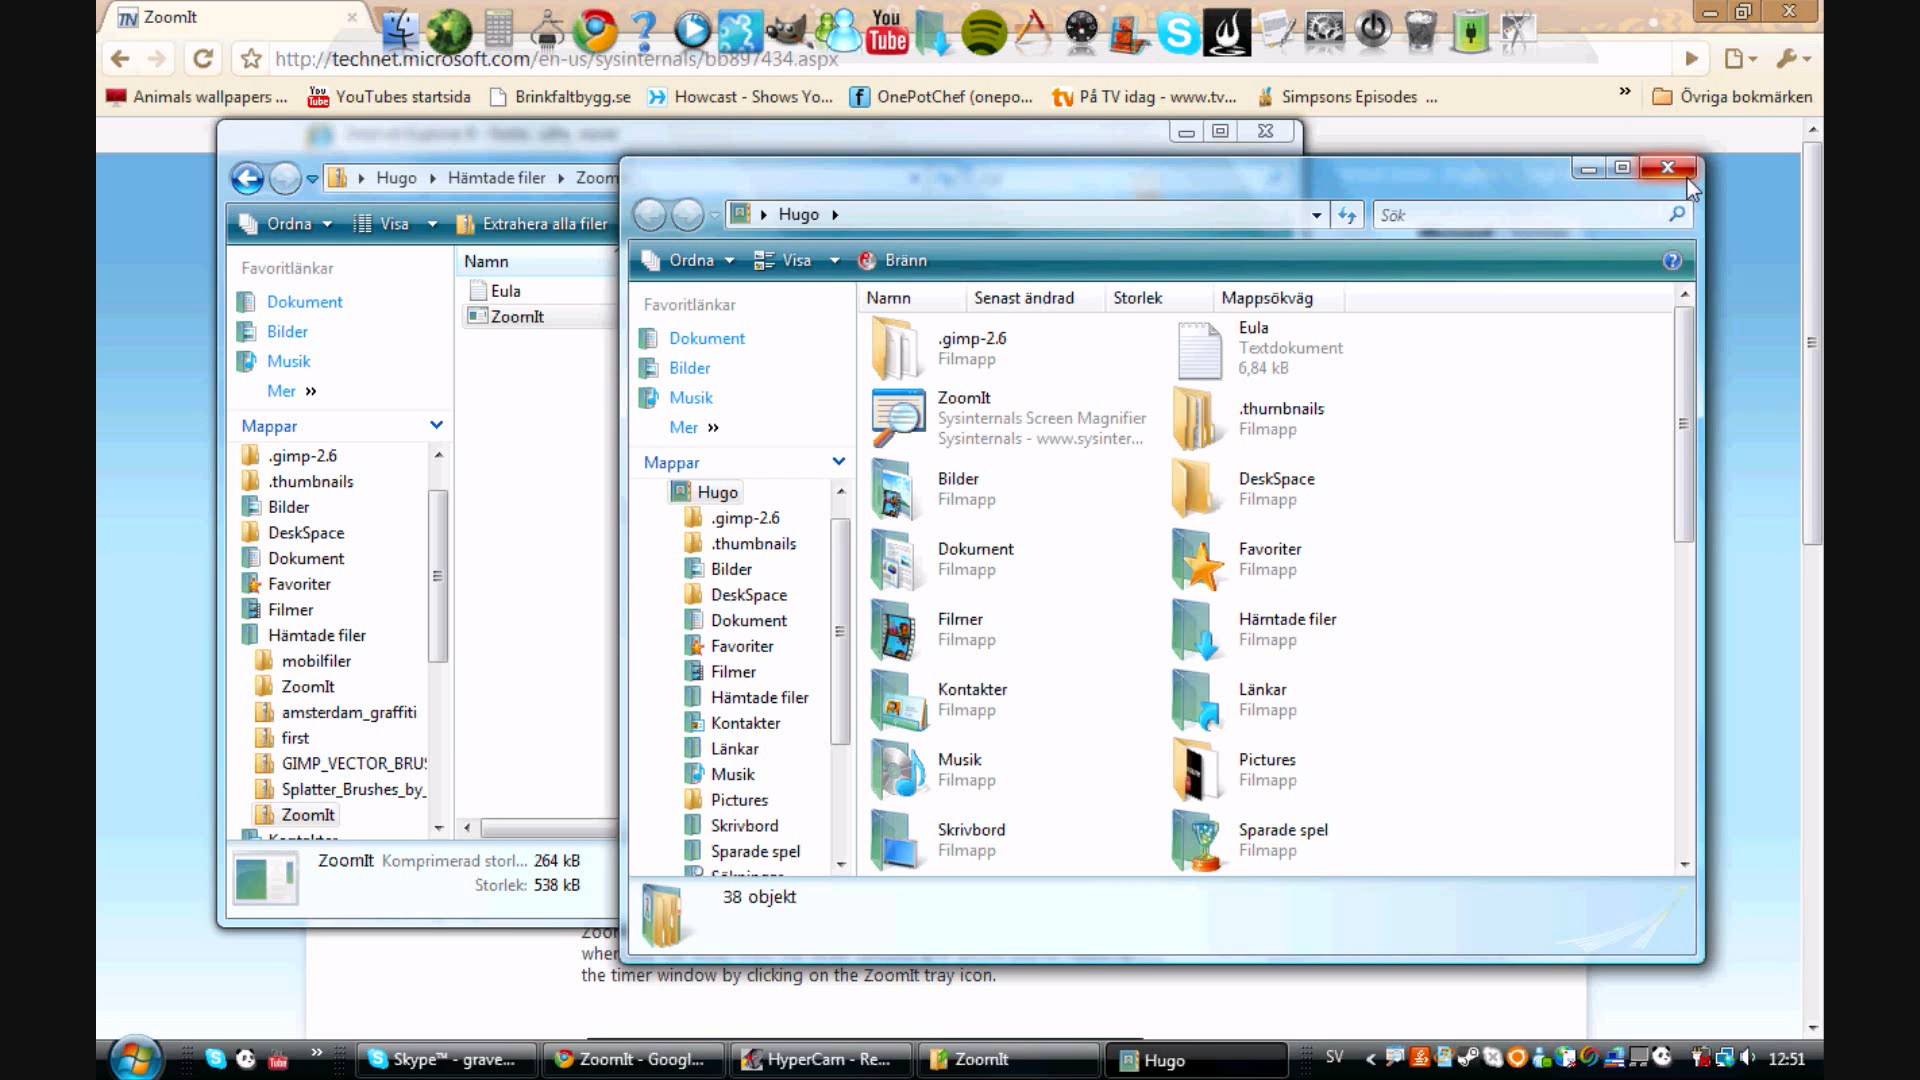 ZoomIt
You
Tube
http://technet.microsoft.com/en-us/sysinternals/bb897434.aspx
Animals wallpapers ...
YouTubes startsida
Brinkfaltbygg.se
Howcast - Shows Yo...
OnePotChef (onepo...
På TV idag - www.tv...
Simpsons Episodes ...
»
Övriga bokmärken
Hugo
Hämtade filer
Zoom
Ordna
Visa
Extrahera alla filer
Favoritlänkar
Dokument
Bilder
Musik
Mer »
Mappar
.gimp-2.6
.thumbnails
Bilder
DeskSpace
Dokument
Favoriter
Filmer
Hämtade filer
mobilfiler
ZoomIt
amsterdam_graffiti
first
GIMP_VECTOR_BRUS
Splatter_Brushes_by_
ZoomIt
Kontakter
Namn
Eula
ZoomIt
ZoomIt Komprimerad storl... 264 kB
Storlek: 538 kB
Hugo
Sök
Ordna
Visa
Bränn
Favoritlänkar
Dokument
Bilder
Musik
Mer »
Mappar
Hugo
.gimp-2.6
.thumbnails
Bilder
DeskSpace
Dokument
Favoriter
Filmer
Hämtade filer
Kontakter
Länkar
Musik
Pictures
Skrivbord
Sparade spel
Sökningar
Namn
Senast ändrad
Storlek
Mappsökväg
.gimp-2.6
Filmapp
Eula
Textdokument
6,84 kB
ZoomIt
Sysinternals Screen Magnifier
Sysinternals - www.sysinter...
.thumbnails
Filmapp
Bilder
Filmapp
DeskSpace
Filmapp
Dokument
Filmapp
Favoriter
Filmapp
Filmer
Filmapp
Hämtade filer
Filmapp
Kontakter
Filmapp
Länkar
Filmapp
Musik
Filmapp
Pictures
Filmapp
Skrivbord
Filmapp
Sparade spel
Filmapp
38 objekt
the timer window by clicking on the ZoomIt tray icon.
»
Skype™ - grave...
ZoomIt - Googl...
HyperCam - Re...
ZoomIt
Hugo
SV
12:51